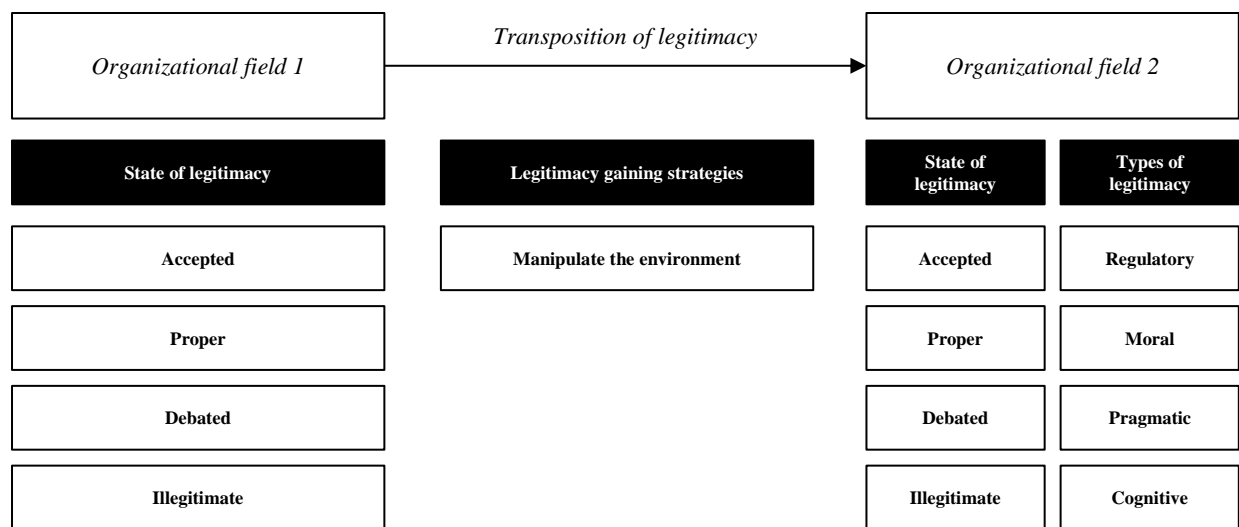 Transposition of legitimacy
Organizational field 1
Organizational field 2
State of legitimacy
Legitimacy gaining strategies
State of
legitimacy
Types of
legitimacy
Accepted
Manipulate the environment
Accepted
Regulatory
Proper
Proper
Moral
Debated
Debated
Pragmatic
Illegitimate
Illegitimate
Cognitive